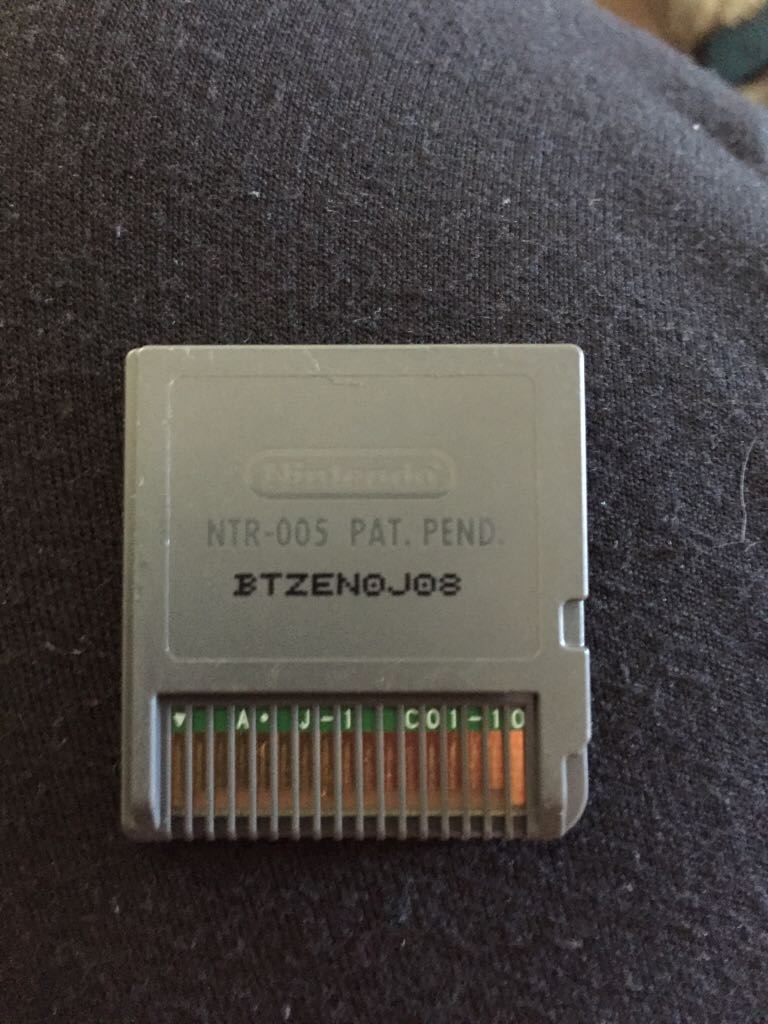 Nintendo
NTR-005 PAT. PEND.
BTZEN0J08
▼ A • J-1 C01-10